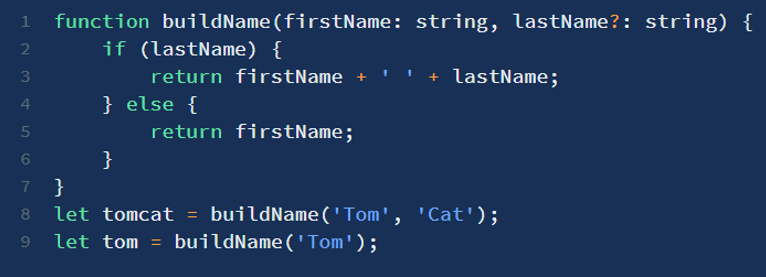 1 function buildName(firstName: string, lastName?: string) {
2     if (lastName) {
3         return firstName + ' ' + lastName;
4     } else {
5         return firstName;
6     }
7 }
8 let tomcat = buildName('Tom', 'Cat');
9 let tom = buildName('Tom');